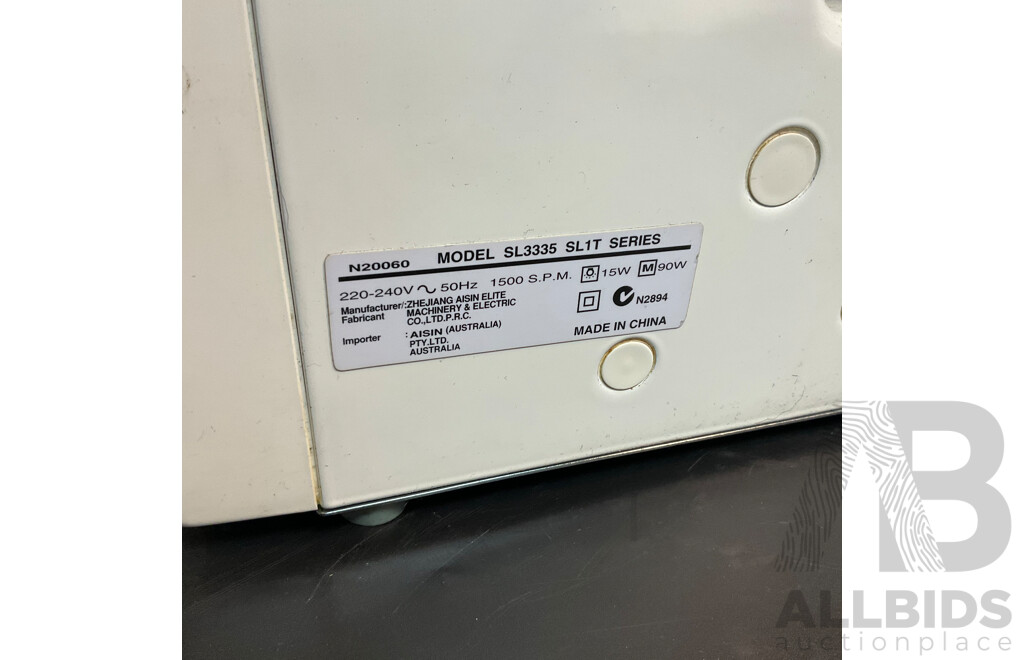 N20060 MODEL SL3335 SL1T SERIES
220-240V ~ 50Hz 1500 S.P.M. 15W M 90W
Manufacturer/:ZHEJIANG AISIN ELITE
Fabricant MACHINERY & ELECTRIC
CO.,LTD.P.R.C.
N2894
Importer : AISIN (AUSTRALIA)
PTY.LTD.
AUSTRALIA
MADE IN CHINA
AB
ALLBIDS
auctionplace